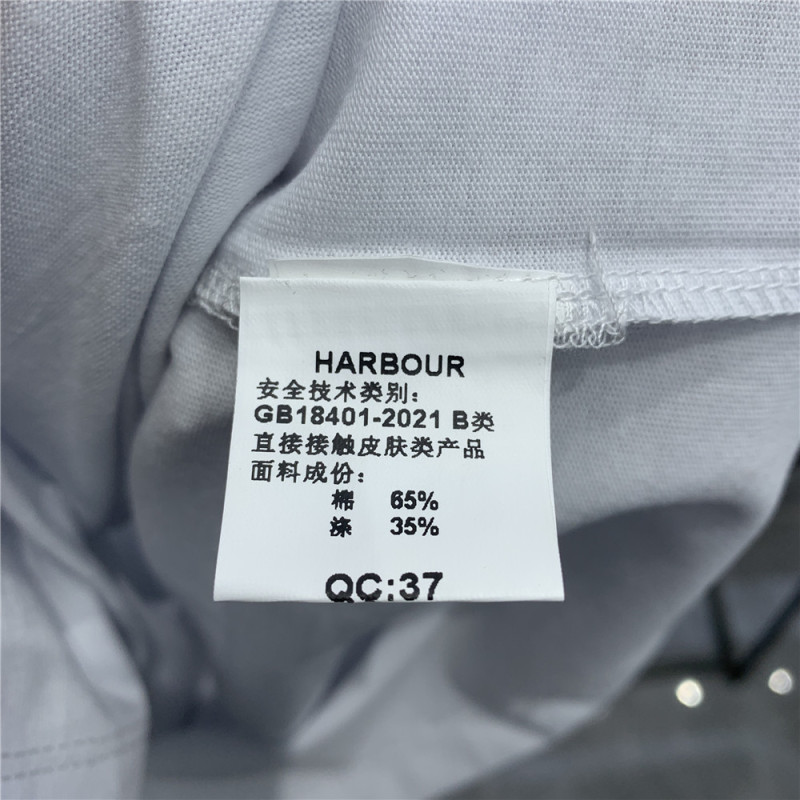 HARBOUR
安全技术类别：
GB18401-2021 B类
直接接触皮肤类产品
面料成份：
棉 65%
涤 35%
QC:37